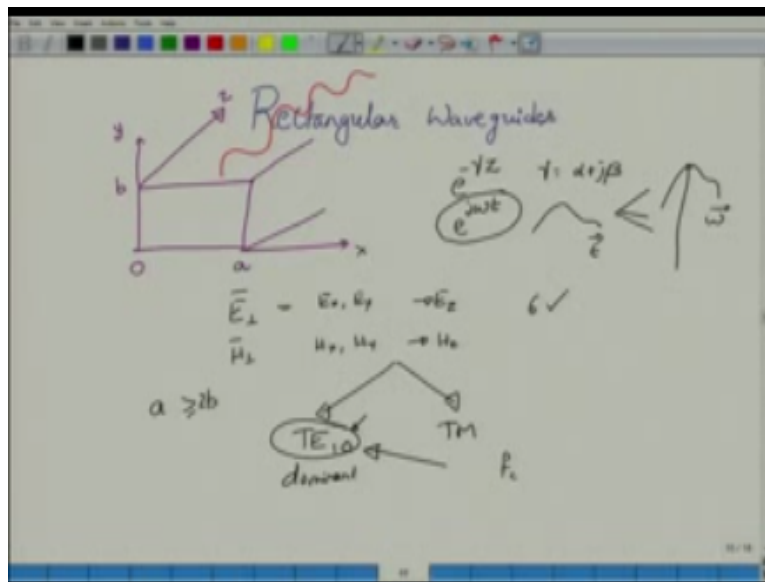 Rectangular Waveguides
y
z
b
0
a
x
e^{-γz} γ = α+jβ
e^{jωt}
t
ω
E̅⊥ - Ex, Ey → Ez 6 ✓
H̅⊥ Hx, Hy → Hz
a ≥ 2b
TE10 TM
dominant fc